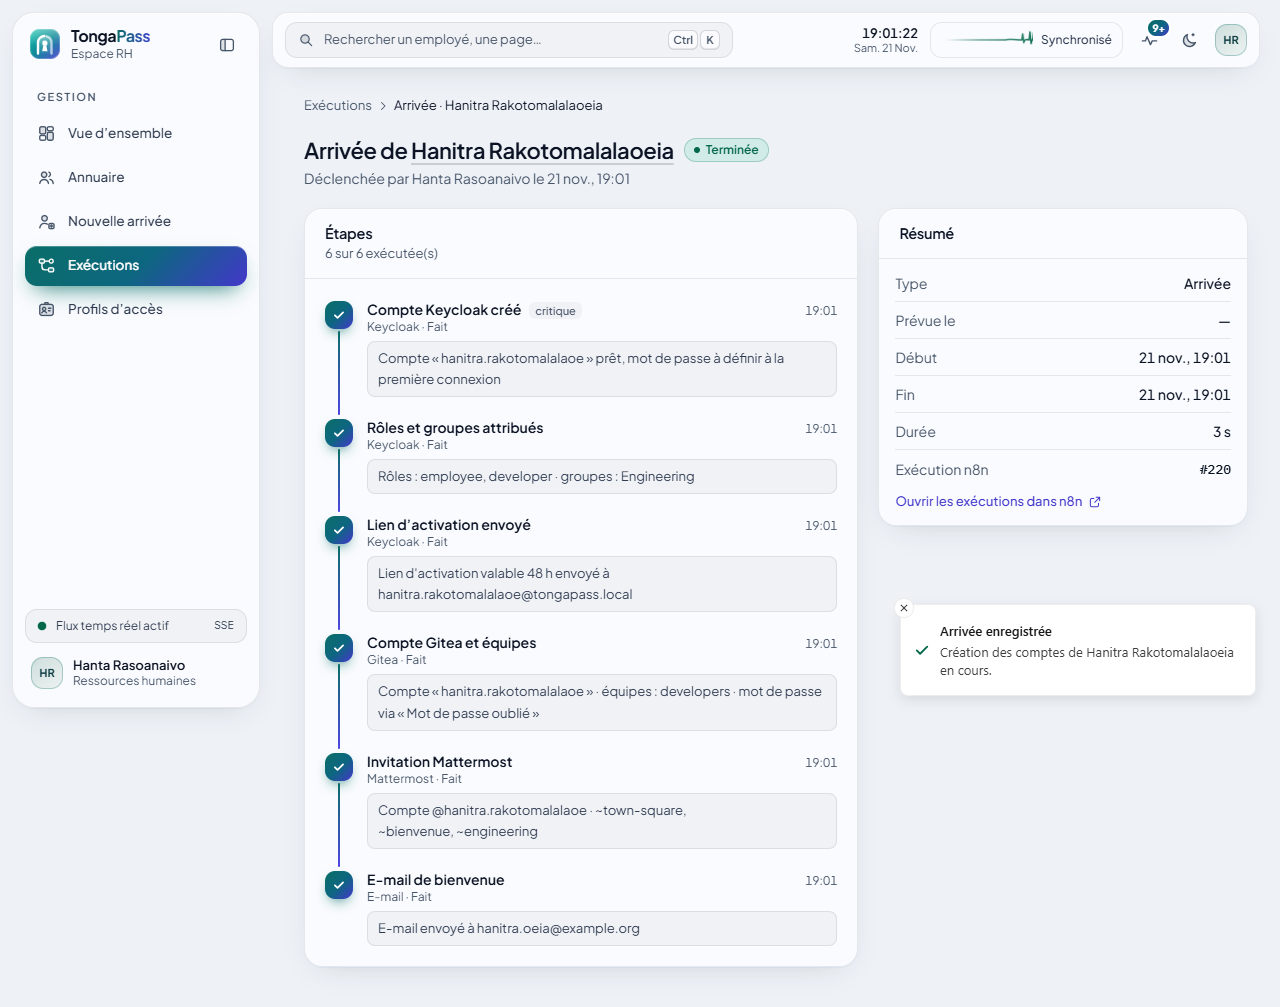 TongaPass
Espace RH
GESTION
Vue d’ensemble
Annuaire
Nouvelle arrivée
Exécutions
Profils d’accès
Flux temps réel actif SSE
HR
Hanta Rasoanaivo
Ressources humaines
Rechercher un employé, une page… Ctrl K
19:01:22
Sam. 21 Nov.
Synchronisé
9+
HR
Exécutions > Arrivée · Hanitra Rakotomalalaoeia
Arrivée de Hanitra Rakotomalalaoeia Terminée
Déclenchée par Hanta Rasoanaivo le 21 nov., 19:01
Étapes
6 sur 6 exécutée(s)
Compte Keycloak créé critique 19:01
Keycloak · Fait
Compte « hanitra.rakotomalalaoe » prêt, mot de passe à définir à la
première connexion
Rôles et groupes attribués 19:01
Keycloak · Fait
Rôles : employee, developer · groupes : Engineering
Lien d’activation envoyé 19:01
Keycloak · Fait
Lien d'activation valable 48 h envoyé à
hanitra.rakotomalalaoe@tongapass.local
Compte Gitea et équipes 19:01
Gitea · Fait
Compte « hanitra.rakotomalalaoe » · équipes : developers · mot de passe
via « Mot de passe oublié »
Invitation Mattermost 19:01
Mattermost · Fait
Compte @hanitra.rakotomalalaoe · ~town-square,
~bienvenue, ~engineering
E-mail de bienvenue 19:01
E-mail · Fait
E-mail envoyé à hanitra.oeia@example.org
Résumé
Type Arrivée
Prévue le —
Début 21 nov., 19:01
Fin 21 nov., 19:01
Durée 3 s
Exécution n8n #220
Ouvrir les exécutions dans n8n
Arrivée enregistrée
Création des comptes de Hanitra Rakotomalalaoeia
en cours.